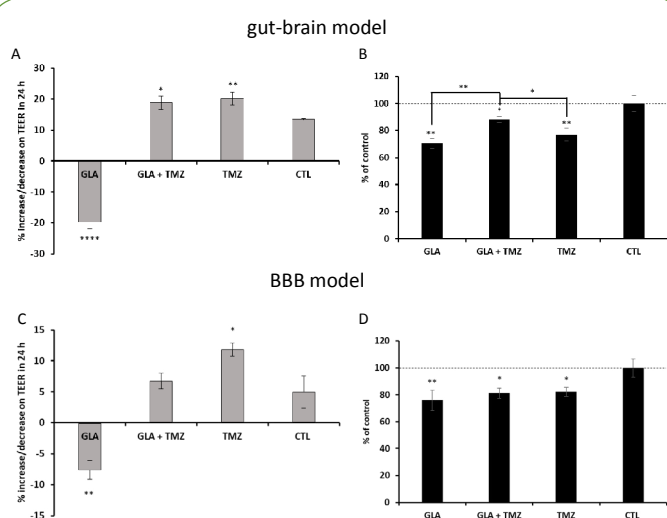 gut-brain model
A
% Increase/decrease on TEER in 24 h
30
20
10
0
-10
-20
-30
GLA
GLA + TMZ
TMZ
CTL
*
**
****
B
% of control
120
100
80
60
40
20
0
**
*
**
*
**
GLA
GLA + TMZ
TMZ
CTL
BBB model
C
% increase/decrease on TEER in 24 h
15
10
5
0
-5
-10
-15
GLA
GLA + TMZ
TMZ
CTL
*
**
D
% of control
120
100
80
60
40
20
0
**
*
*
GLA
GLA + TMZ
TMZ
CTL